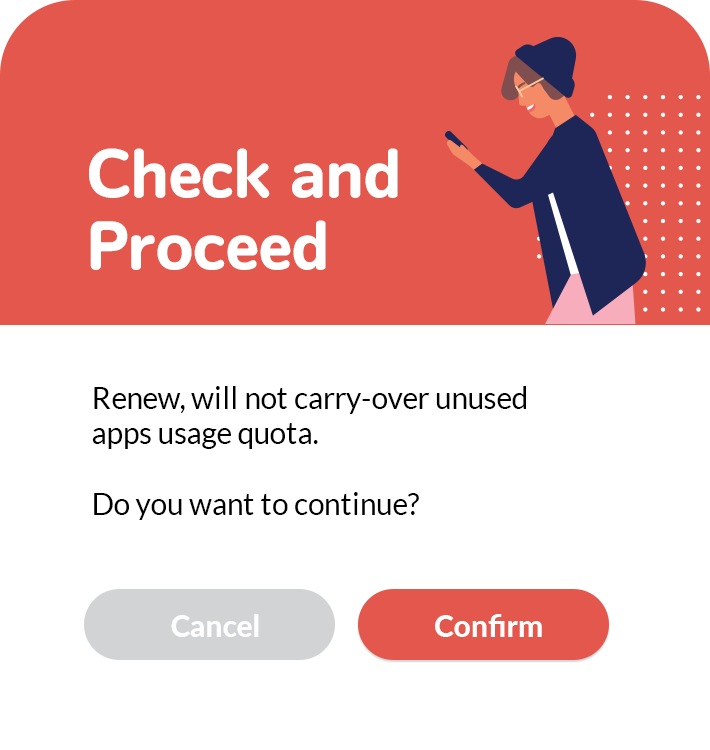 Check and
Proceed
Renew, will not carry-over unused
apps usage quota.
Do you want to continue?
Cancel
Confirm